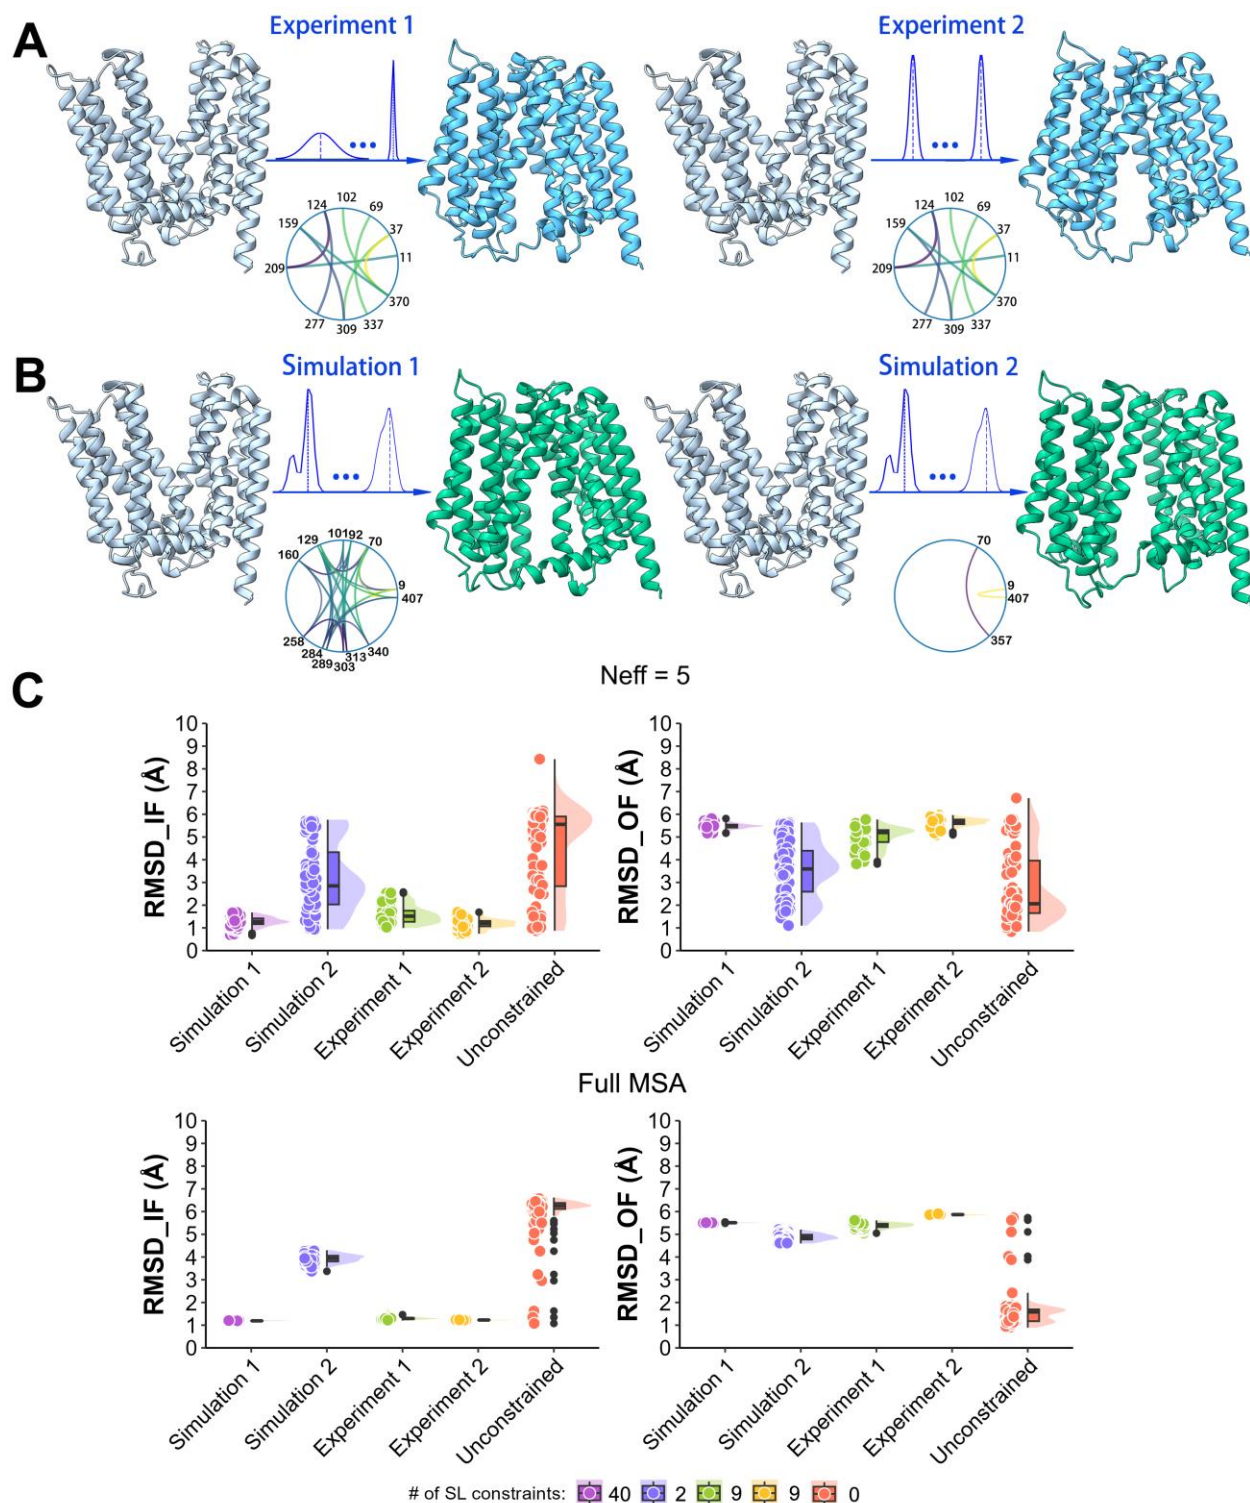 A
Experiment 1
Experiment 2
124 102 69
159 37
11
209
370
277 309 337
124 102 69
159 37
11
209
370
277 309 337
B
Simulation 1
Simulation 2
129 101 92 70
160
9
407
258
284 289 303 313 340
70
9
407
357
C
Neff = 5
RMSD_IF (Å)
10
9
8
7
6
5
4
3
2
1
0
Simulation 1
Simulation 2
Experiment 1
Experiment 2
Unconstrained
RMSD_OF (Å)
10
9
8
7
6
5
4
3
2
1
0
Simulation 1
Simulation 2
Experiment 1
Experiment 2
Unconstrained
Full MSA
RMSD_IF (Å)
10
9
8
7
6
5
4
3
2
1
0
Simulation 1
Simulation 2
Experiment 1
Experiment 2
Unconstrained
RMSD_OF (Å)
10
9
8
7
6
5
4
3
2
1
0
Simulation 1
Simulation 2
Experiment 1
Experiment 2
Unconstrained
# of SL constraints: 40 2 9 9 0